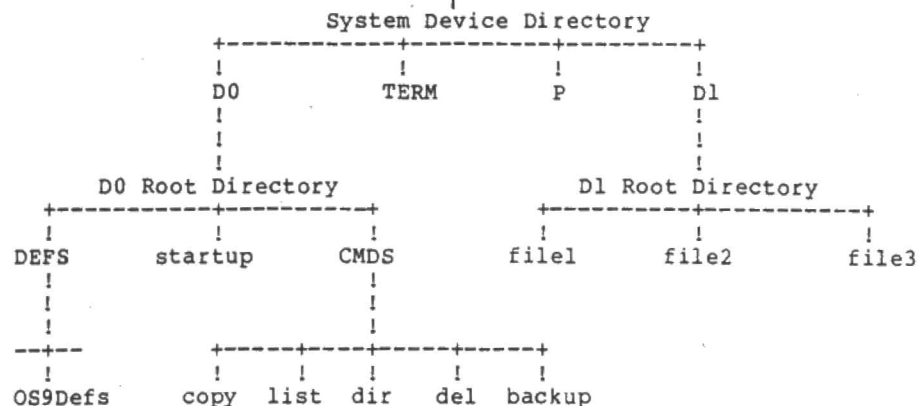 System Device Directory
+-----------------+--------------+-------------+
! ! ! !
D0 TERM P D1
! !
! !
! !
D0 Root Directory D1 Root Directory
+---------------+--------------+ +--------------+---------------+
! ! ! ! ! !
DEFS startup CMDS file1 file2 file3
! !
! !
! !
--+-- +-------+------+-------+-------+
! ! ! ! ! !
OS9Defs copy list dir del backup